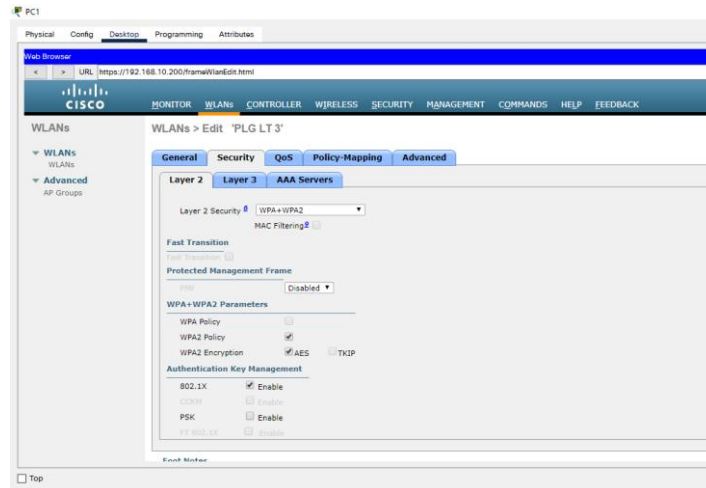 PC1
Physical Config Desktop Programming Attributes
Web Browser
< > URL https://192.168.10.200/frameWlanEdit.html
CISCO
MONITOR WLANs CONTROLLER WIRELESS SECURITY MANAGEMENT COMMANDS HELP FEEDBACK
WLANs
WLANs > Edit 'PLG LT 3'
WLANs
WLANs
Advanced
AP Groups
General Security QoS Policy-Mapping Advanced
Layer 2 Layer 3 AAA Servers
Layer 2 Security 6 WPA+WPA2
MAC Filtering 9
Fast Transition
Fast Transition
Protected Management Frame
PMF Disabled
WPA+WPA2 Parameters
WPA Policy
WPA2 Policy
WPA2 Encryption AES TKIP
Authentication Key Management
802.1X Enable
CCKM Enable
PSK Enable
FT 802.1X Enable
Foot Notes
Top